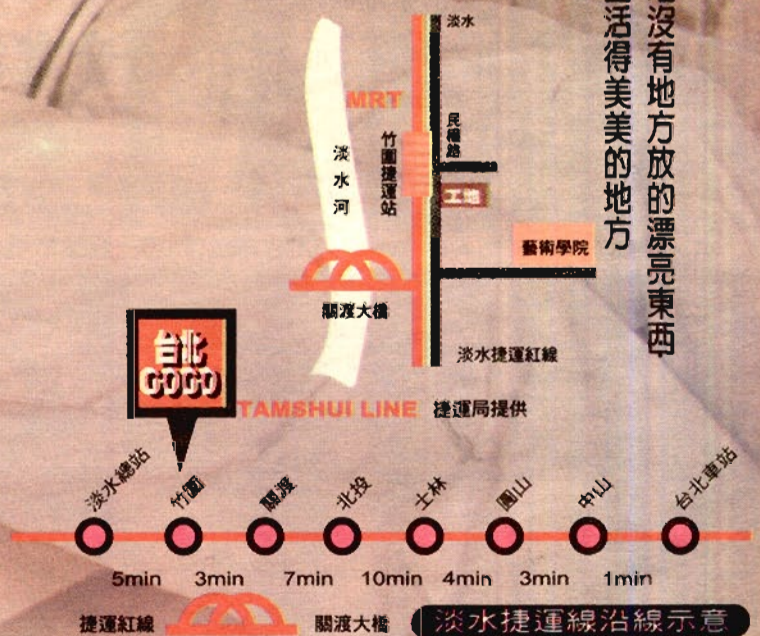 沒有地方放的漂亮東西
活得美美的地方
淡水
MRT
民權路
竹圍捷運站
淡水河
工地
藝術學院
關渡大橋
淡水捷運紅線
台北
GOGO
TAMSHUI LINE 捷運局提供
淡水總站 竹圍 關渡 北投 士林 圓山 中山 台北車站
5min 3min 7min 10min 4min 3min 1min
捷運紅線 關渡大橋 淡水捷運線沿線示意